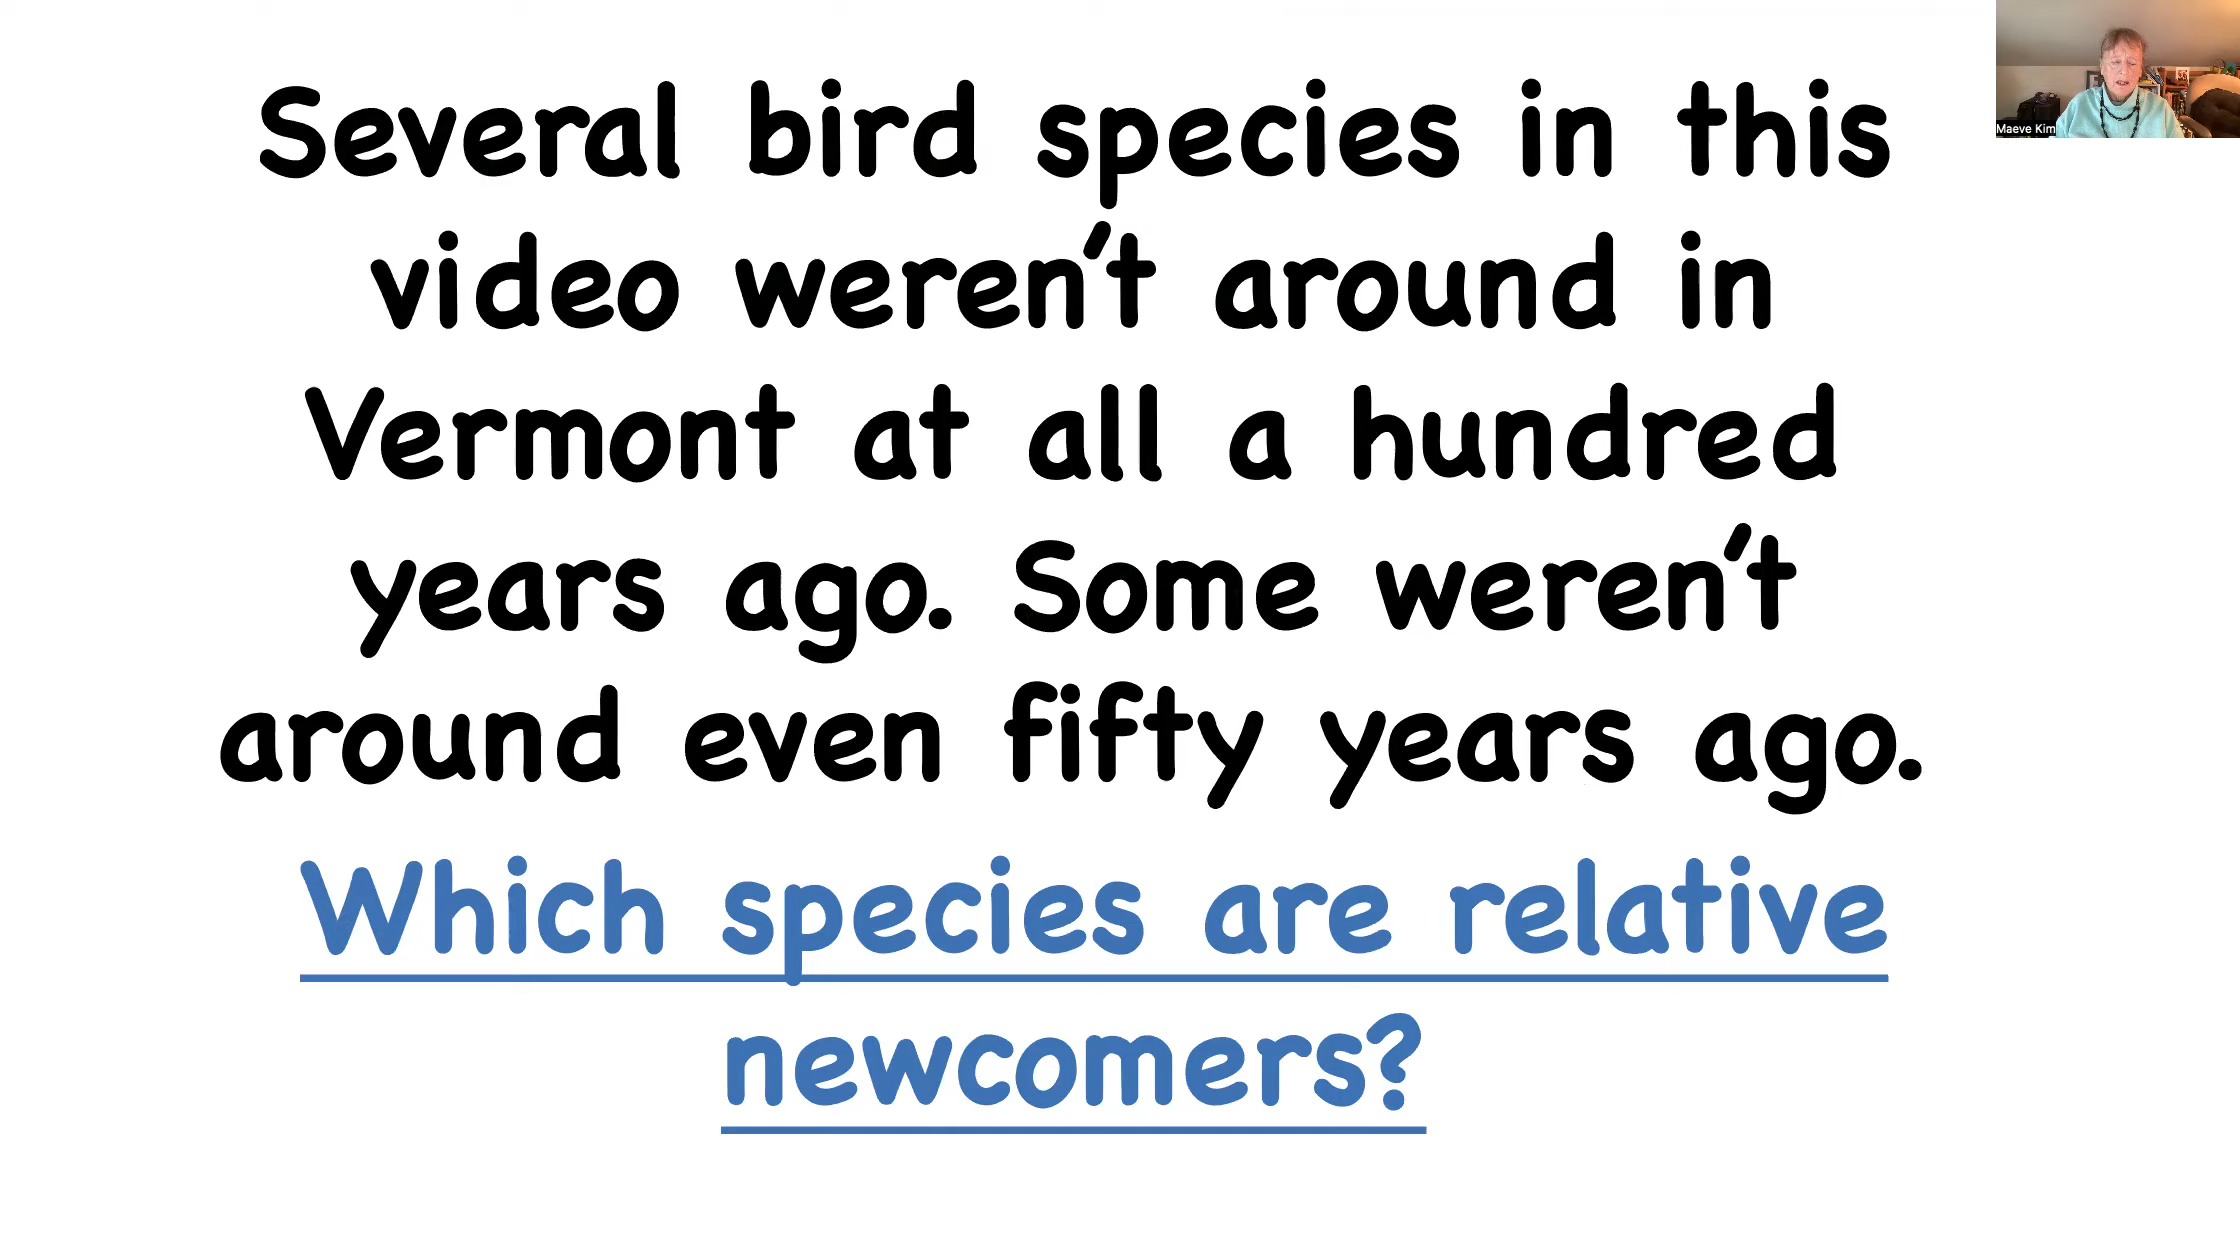 Several bird species in this
video weren't around in
Vermont at all a hundred
years ago. Some weren't
around even fifty years ago.
Which species are relative
newcomers?
Maeve Kim